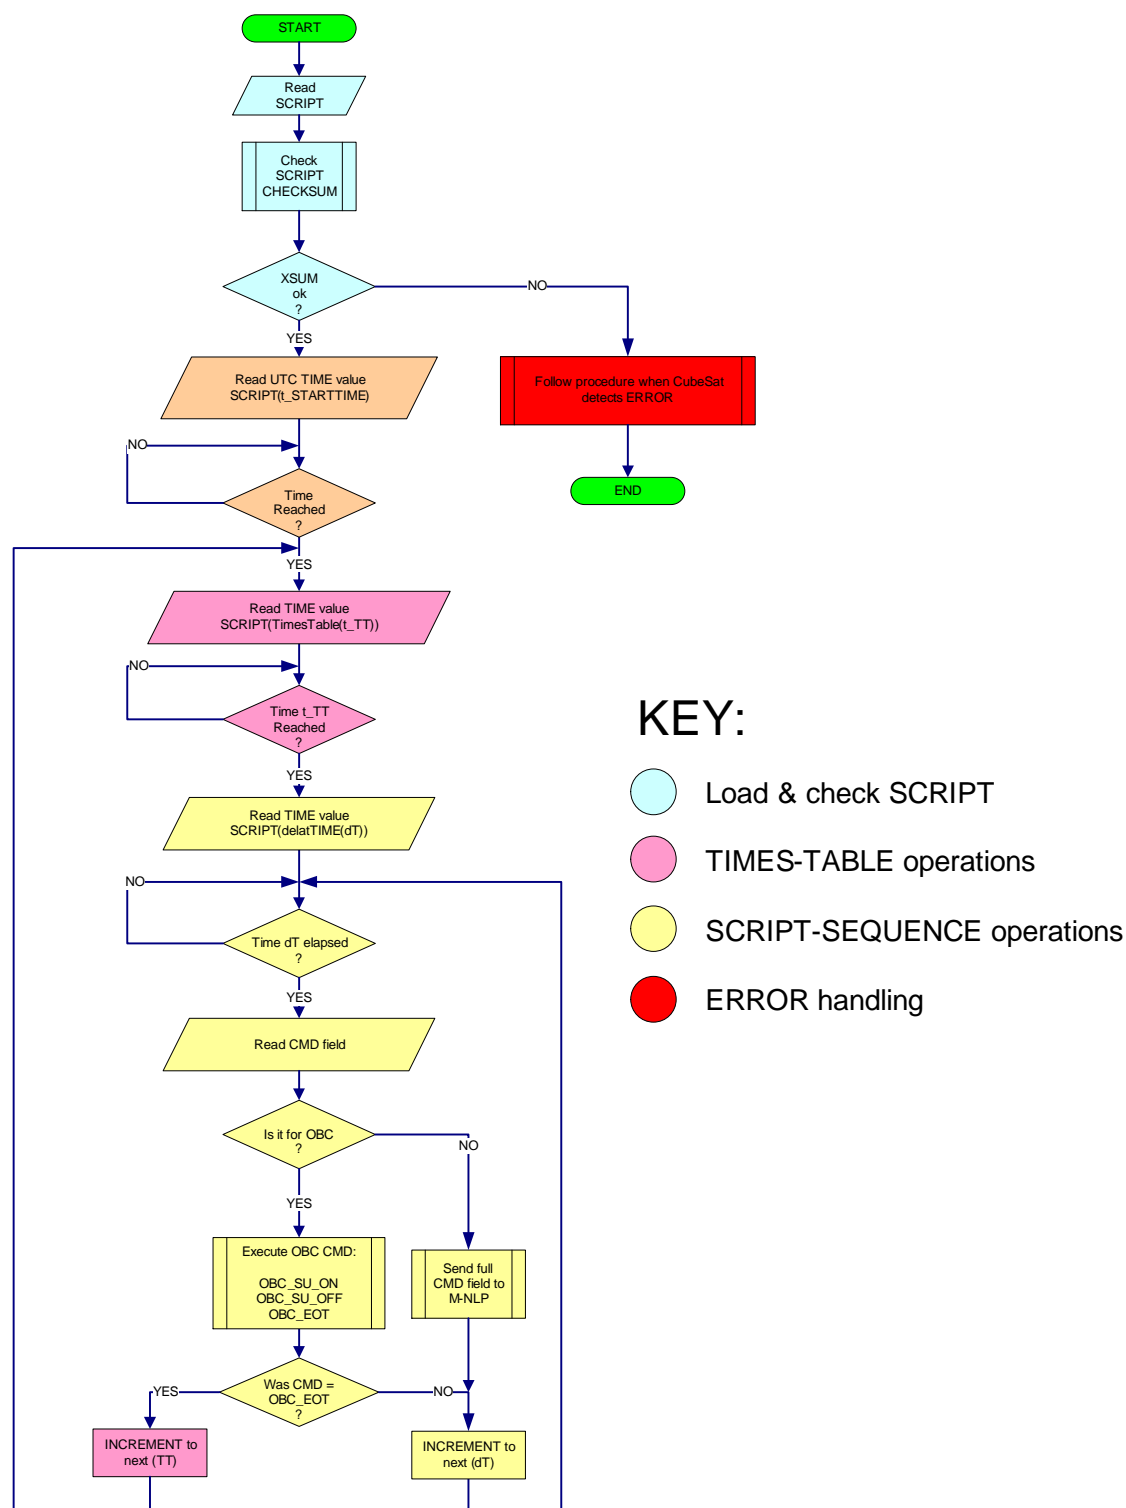 START
Read
SCRIPT
Check
SCRIPT
CHECKSUM
XSUM
ok
?
NO
YES
Read UTC TIME value
SCRIPT(t_STARTTIME)
Follow procedure when CubeSat
detects ERROR
NO
END
Time
Reached
?
YES
Read TIME value
SCRIPT(TimesTable(t_TT))
NO
Time t_TT
Reached
?
YES
Read TIME value
SCRIPT(delatTIME(dT))
NO
Time dT elapsed
?
YES
Read CMD field
Is it for OBC
?
NO
YES
Execute OBC CMD:
OBC_SU_ON
OBC_SU_OFF
OBC_EOT
Send full
CMD field to
M-NLP
Was CMD =
OBC_EOT
?
YES
NO
INCREMENT to
next (TT)
INCREMENT to
next (dT)
KEY:
Load & check SCRIPT
TIMES-TABLE operations
SCRIPT-SEQUENCE operations
ERROR handling